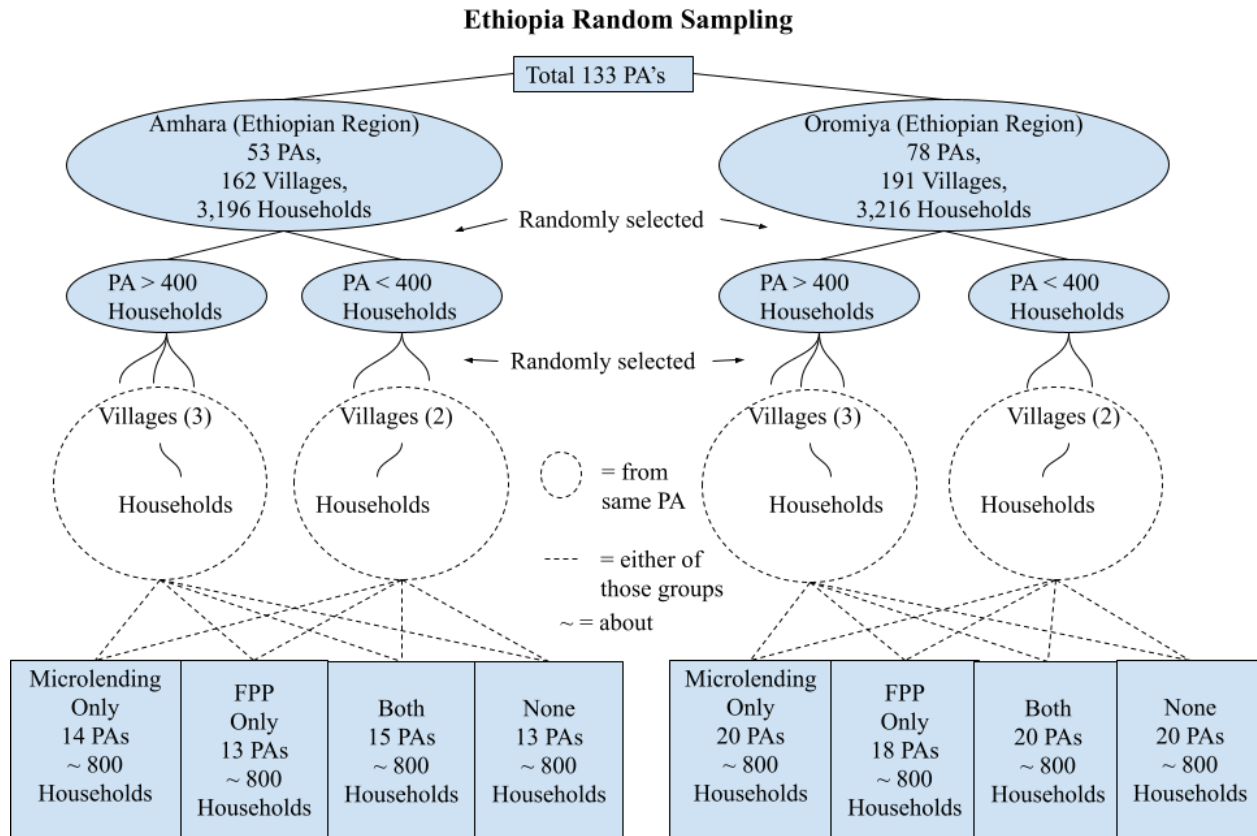 Ethiopia Random Sampling
Total 133 PA's
Amhara (Ethiopian Region)
53 PAs,
162 Villages,
3,196 Households
Oromiya (Ethiopian Region)
78 PAs,
191 Villages,
3,216 Households
Randomly selected
PA > 400
Households
PA < 400
Households
PA > 400
Households
PA < 400
Households
Randomly selected
Villages (3)
Households
Villages (2)
Households
= from
same PA
= either of
those groups
~ = about
Villages (3)
Households
Villages (2)
Households
Microlending
Only
14 PAs
~ 800
Households
FPP
Only
13 PAs
~ 800
Households
Both
15 PAs
~ 800
Households
None
13 PAs
~ 800
Households
Microlending
Only
20 PAs
~ 800
Households
FPP
Only
18 PAs
~ 800
Households
Both
20 PAs
~ 800
Households
None
20 PAs
~ 800
Households